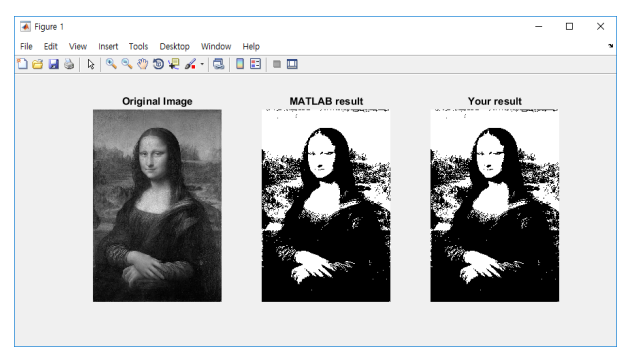 Figure 1
File Edit View Insert Tools Desktop Window Help
Original Image MATLAB result Your result